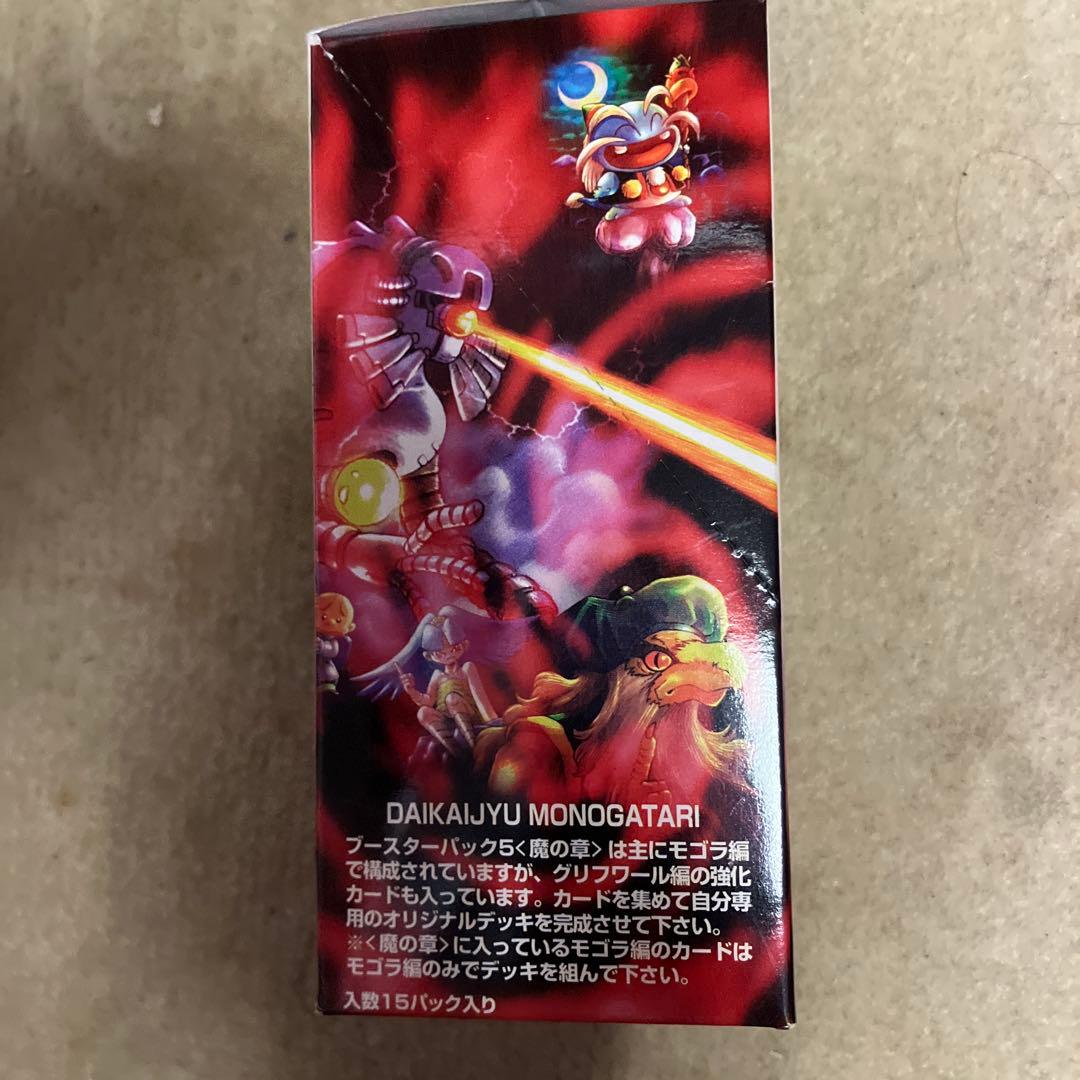 DAIKAIJYU MONOGATARI
ブースターパック5<魔の章>は主にモゴラ編
で構成されていますが、グリフワール編の強化
カードも入っています。カードを集めて自分専
用のオリジナルデッキを完成させて下さい。
※<魔の章>に入っているモゴラ編のカードは
モゴラ編のみでデッキを組んで下さい。
入数15パック入り